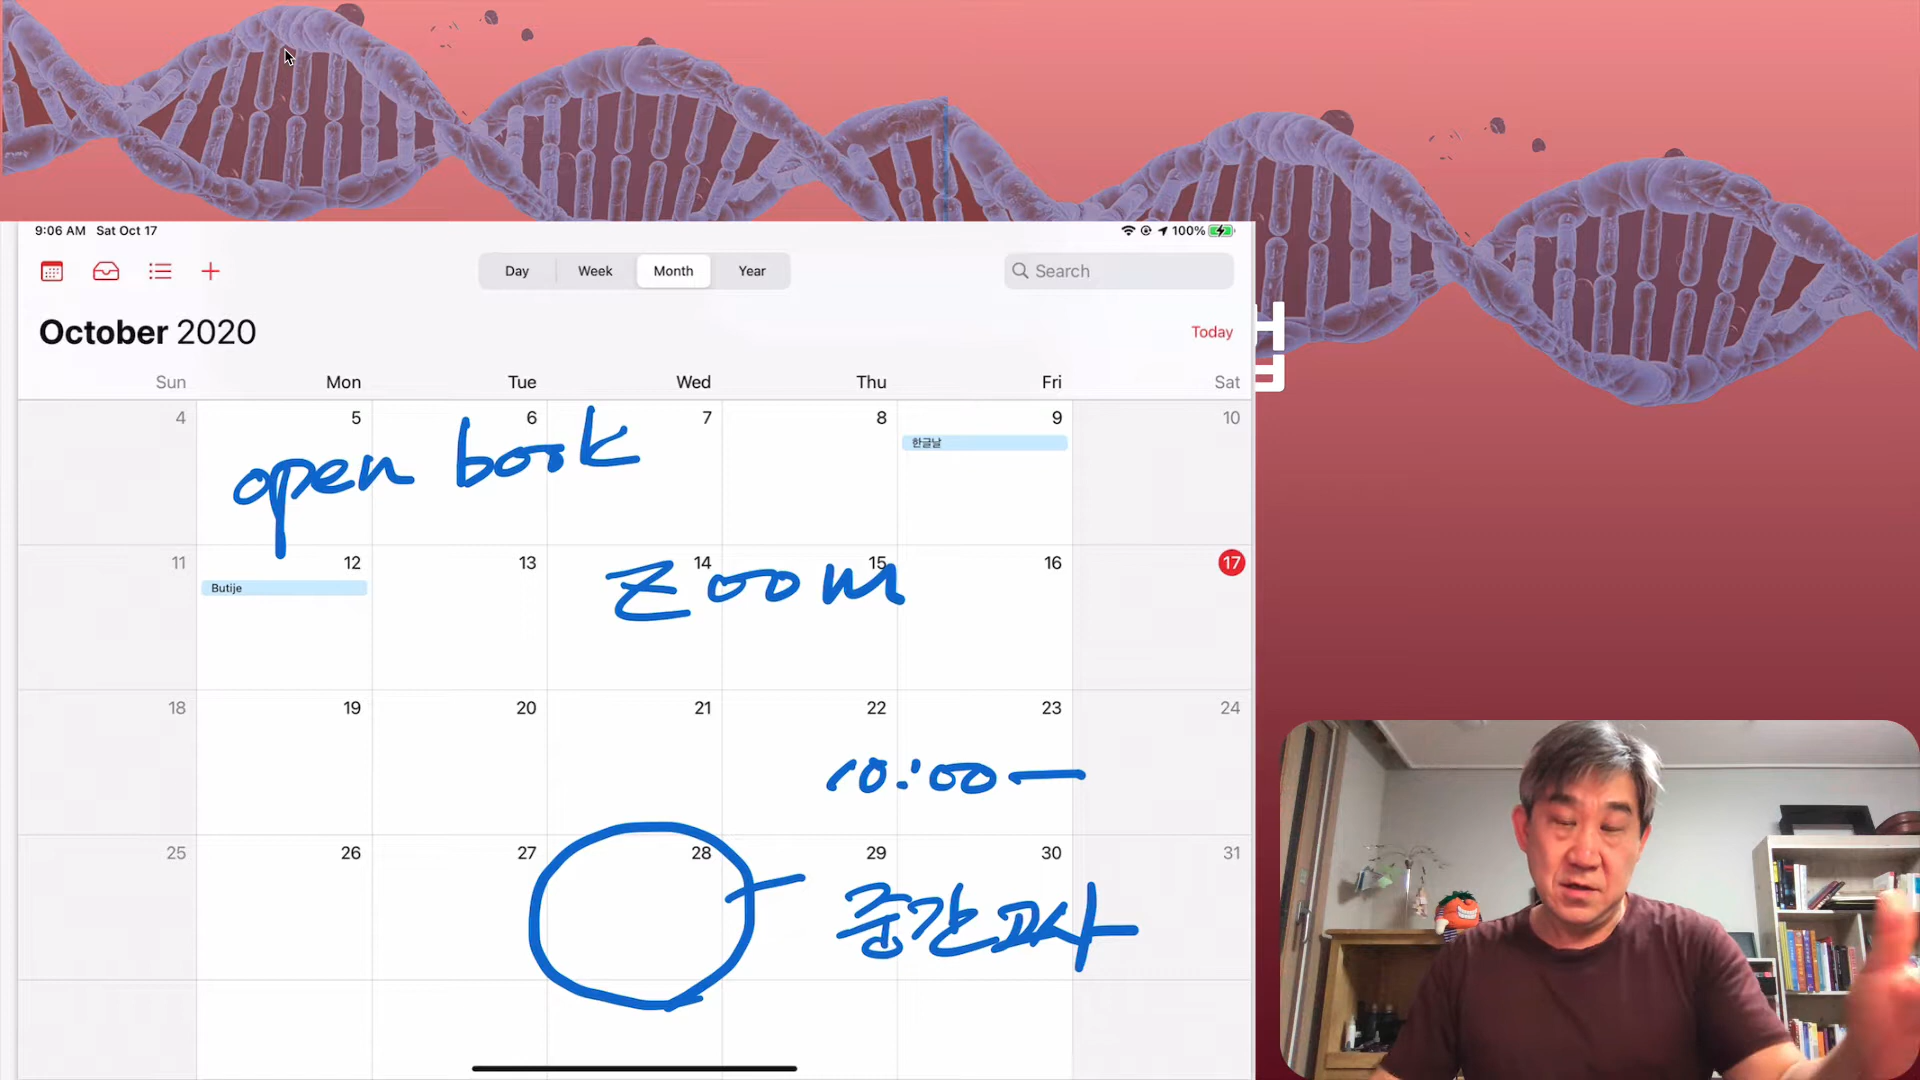 9:06 AM Sat Oct 17 100%
Day Week Month Year Search
October 2020 Today
Sun Mon Tue Wed Thu Fri Sat
4 5 6 7 8 9 10
한글날
open book
11 12 13 14 15 16 17
Butije
zoom
18 19 20 21 22 23 24
10:00—
25 26 27 28 29 30 31
중간고사